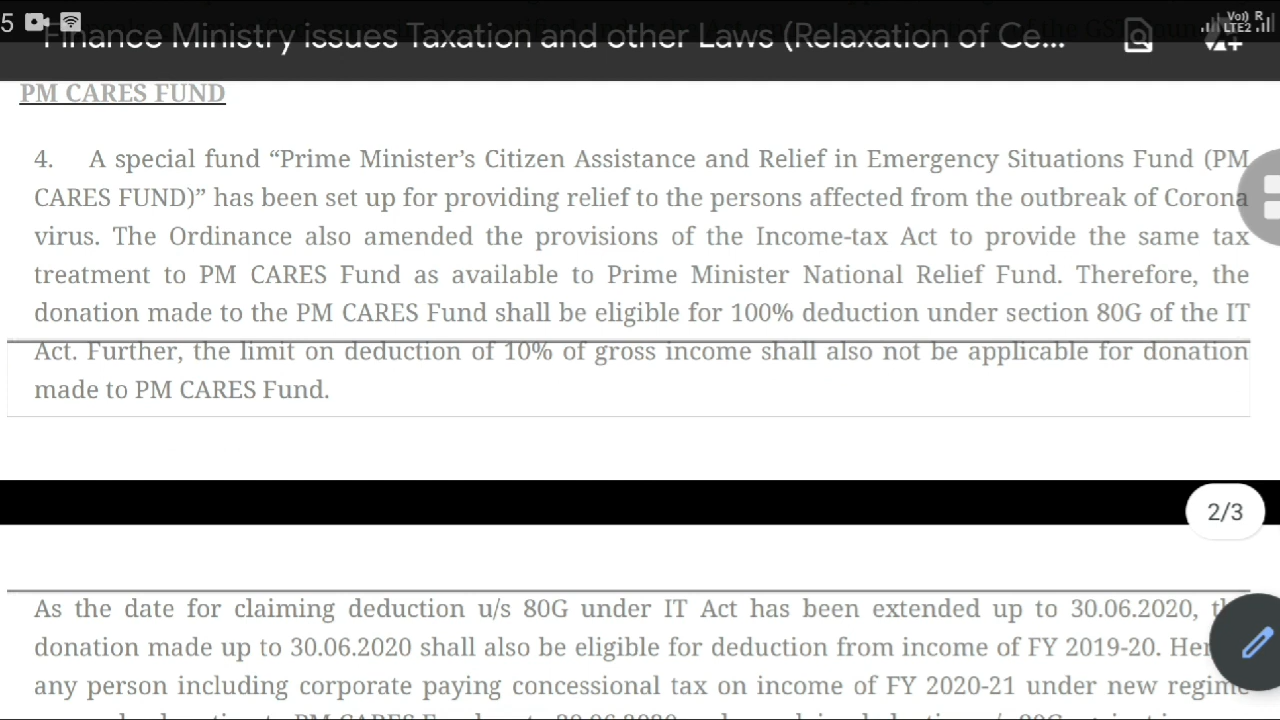 5
Finance Ministry issues Taxation and other Laws (Relaxation of Ce...
Vo) R
LTE2
PM CARES FUND
4. A special fund “Prime Minister’s Citizen Assistance and Relief in Emergency Situations Fund (PM
CARES FUND)” has been set up for providing relief to the persons affected from the outbreak of Corona
virus. The Ordinance also amended the provisions of the Income-tax Act to provide the same tax
treatment to PM CARES Fund as available to Prime Minister National Relief Fund. Therefore, the
donation made to the PM CARES Fund shall be eligible for 100% deduction under section 80G of the IT
Act. Further, the limit on deduction of 10% of gross income shall also not be applicable for donation
made to PM CARES Fund.
2/3
As the date for claiming deduction u/s 80G under IT Act has been extended up to 30.06.2020,
donation made up to 30.06.2020 shall also be eligible for deduction from income of FY 2019-20.
any person including corporate paying concessional tax on income of FY 2020-21 under new regime